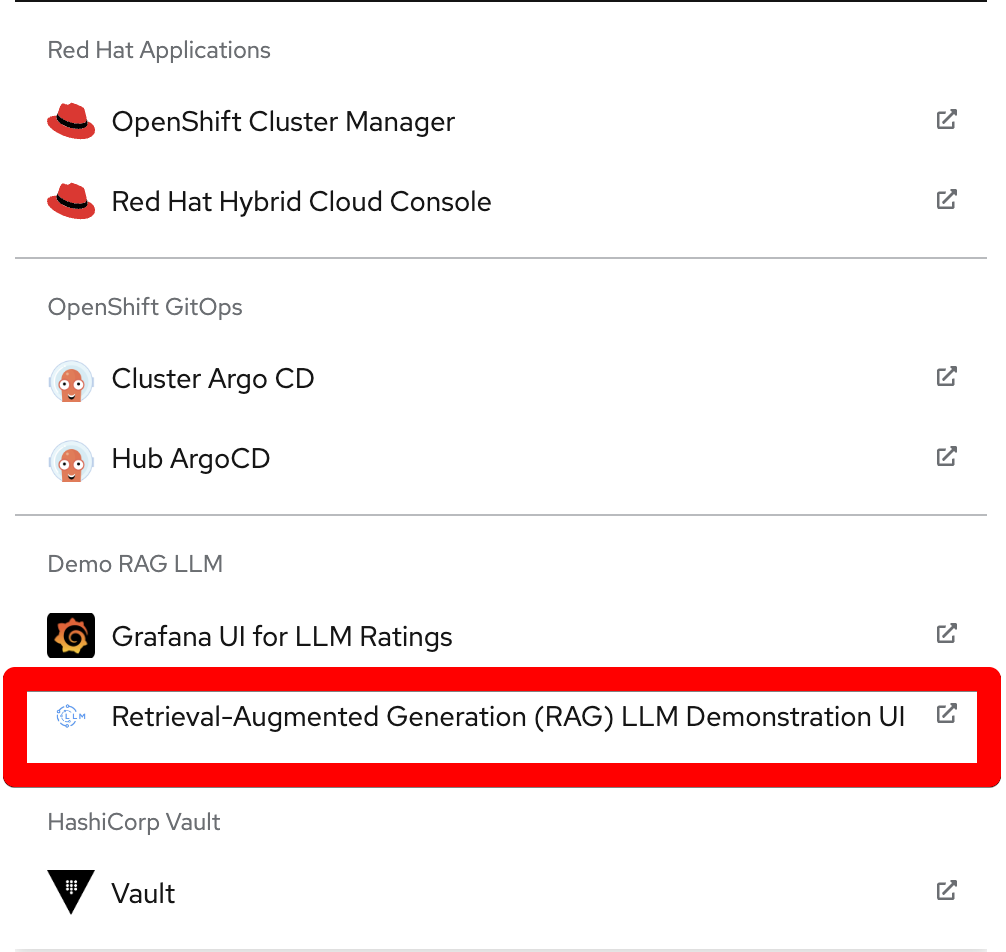 Red Hat Applications
OpenShift Cluster Manager
Red Hat Hybrid Cloud Console
OpenShift GitOps
Cluster Argo CD
Hub ArgoCD
Demo RAG LLM
Grafana UI for LLM Ratings
LLM Retrieval-Augmented Generation (RAG) LLM Demonstration UI
HashiCorp Vault
Vault